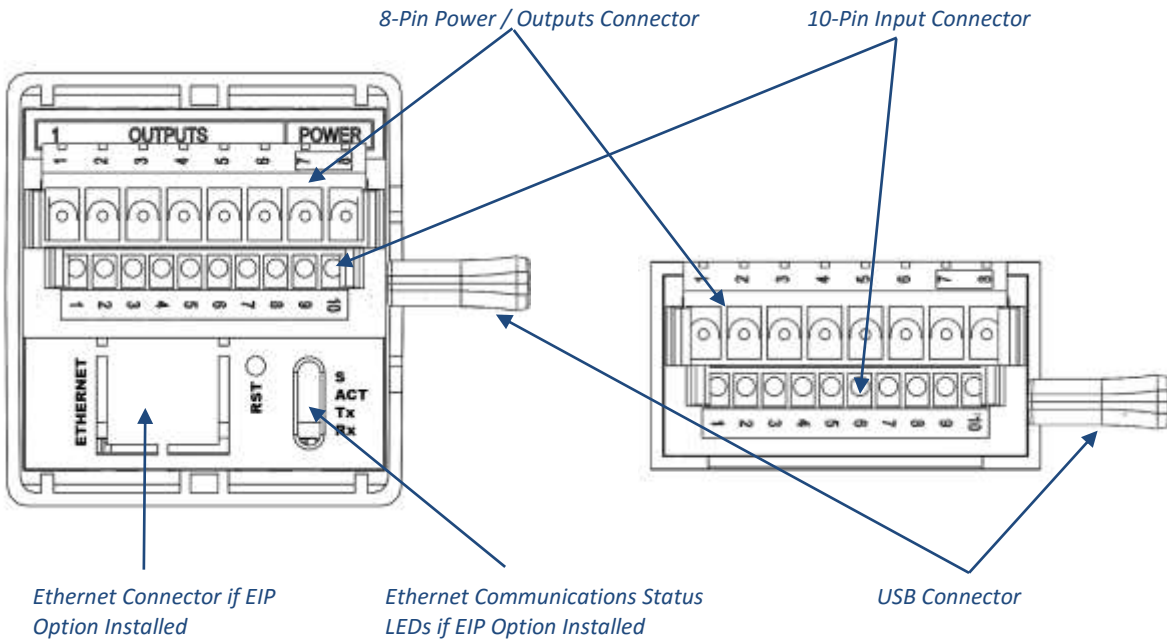 8-Pin Power / Outputs Connector
10-Pin Input Connector
1 OUTPUTS POWER
1 2 3 4 5 6 7 8
1 2 3 4 5 6 7 8 9 10
ETHERNET
RST
S
ACT
Tx
Rx
1 2 3 4 5 6 7 8
1 2 3 4 5 6 7 8 9 10
Ethernet Connector if EIP
Option Installed
Ethernet Communications Status
LEDs if EIP Option Installed
USB Connector